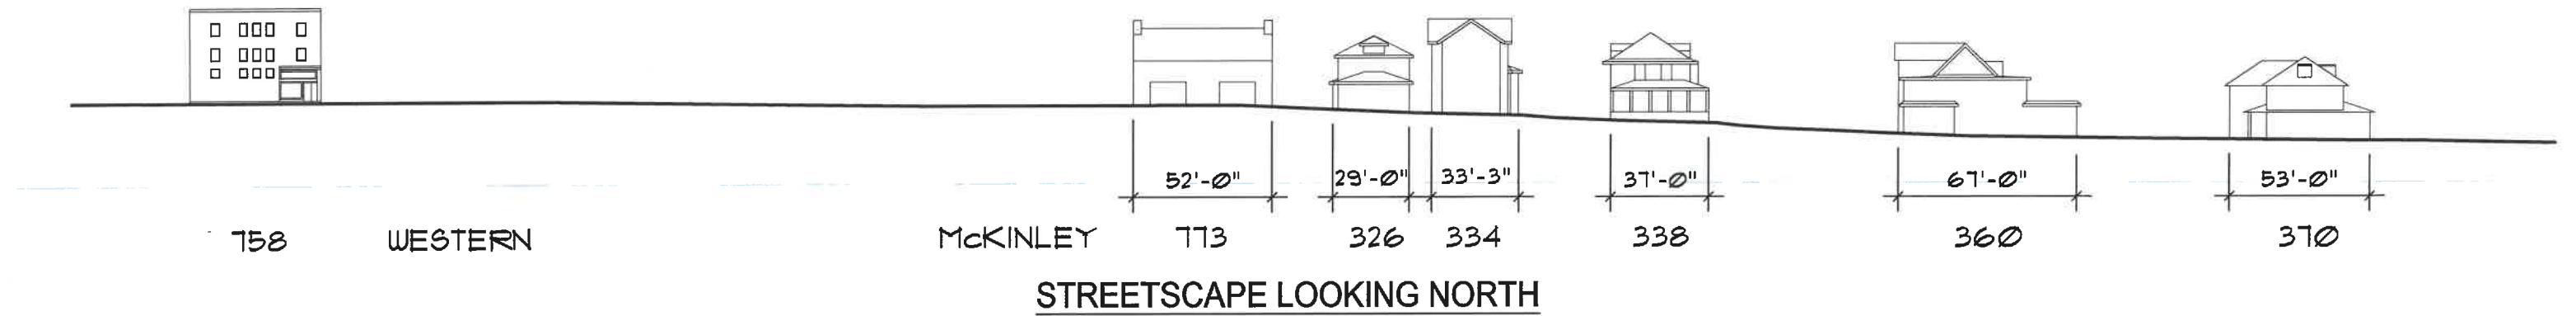 52'-0" 29'-0" 33'-3" 37'-0" 67'-0" 53'-0"
758 WESTERN McKINLEY 773 326 334 338 360 370
STREETSCAPE LOOKING NORTH